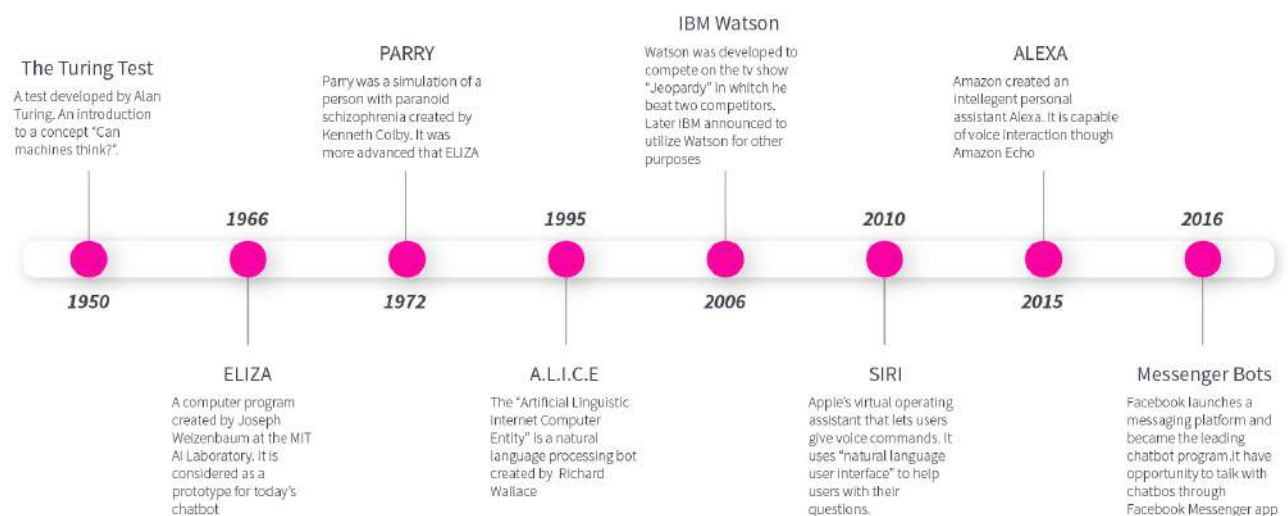 The Turing Test
A test developed by Alan
Turing. An introduction
to a concept "Can
machines think?".
1950
1966
ELIZA
A computer program
created by Joseph
Weizenbaum at the MIT
AI Laboratory. It is
considered as a
prototype for today's
chatbot
PARRY
Parry was a simulation of a
person with paranoid
schizophrenia created by
Kenneth Colby. It was
more advanced that ELIZA
1972
1995
A.L.I.C.E
The "Artificial Linguistic
Internet Computer
Entity" is a natural
language processing bot
created by Richard
Wallace
IBM Watson
Watson was developed to
compete on the tv show
"Jeopardy" in whitch he
beat two competitors.
Later IBM announced to
utilize Watson for other
purposes
2006
2010
SIRI
Apple's virtual operating
assistant that lets users
give voice commands. It
uses "natural language
user interface" to help
users with their
questions.
ALEXA
Amazon created an
intellegent personal
assistant Alexa. It is capable
of voice interaction though
Amazon Echo
2015
2016
Messenger Bots
Facebook launches a
messaging platform and
became the leading
chatbot program.It have
opportunity to talk with
chatbos through
Facebook Messenger app